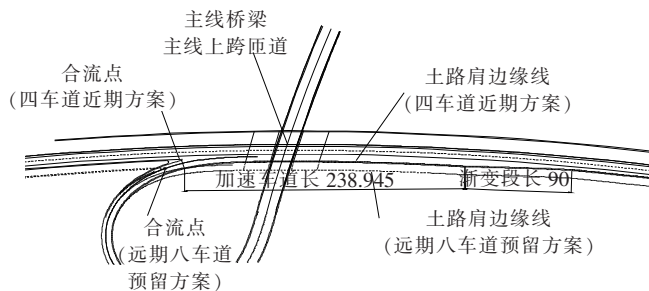 主线桥梁
主线上跨匝道
合流点
(四车道近期方案)
土路肩边缘线
(四车道近期方案)
加速车道长 238.945
渐变段长 90
合流点
(远期八车道
预留方案)
土路肩边缘线
(远期八车道预留方案)